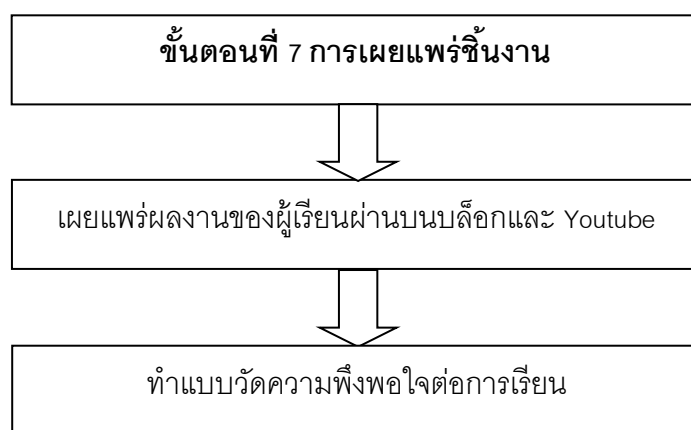 ขั้นตอนที่ 7 การเผยแพร่ชิ้นงาน
เผยแพร่ผลงานของผู้เรียนผ่านบนบล็อกและ Youtube
ทำแบบวัดความพึงพอใจต่อการเรียน